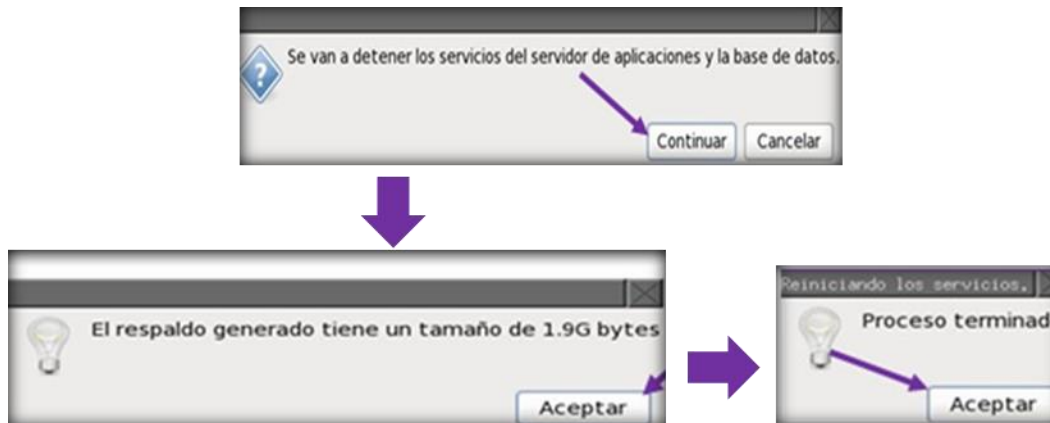 Se van a detener los servicios del servidor de aplicaciones y la base de datos.
Continuar Cancelar
El respaldo generado tiene un tamaño de 1.9G bytes
Aceptar
Reiniciando los servicios.
Proceso terminad
Aceptar